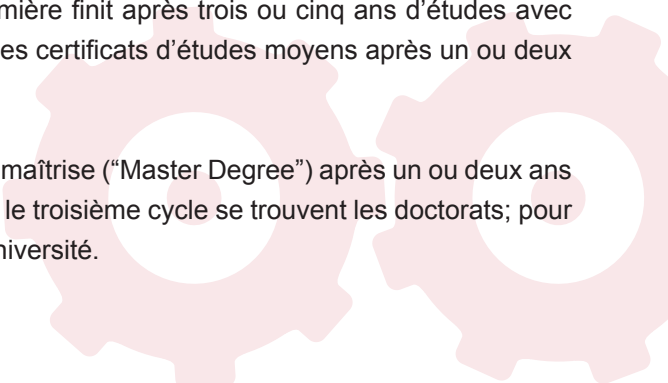 mière finit après trois ou cinq ans d’études avec
es certificats d’études moyens après un ou deux
maîtrise (“Master Degree”) après un ou deux ans
le troisième cycle se trouvent les doctorats; pour
niversité.